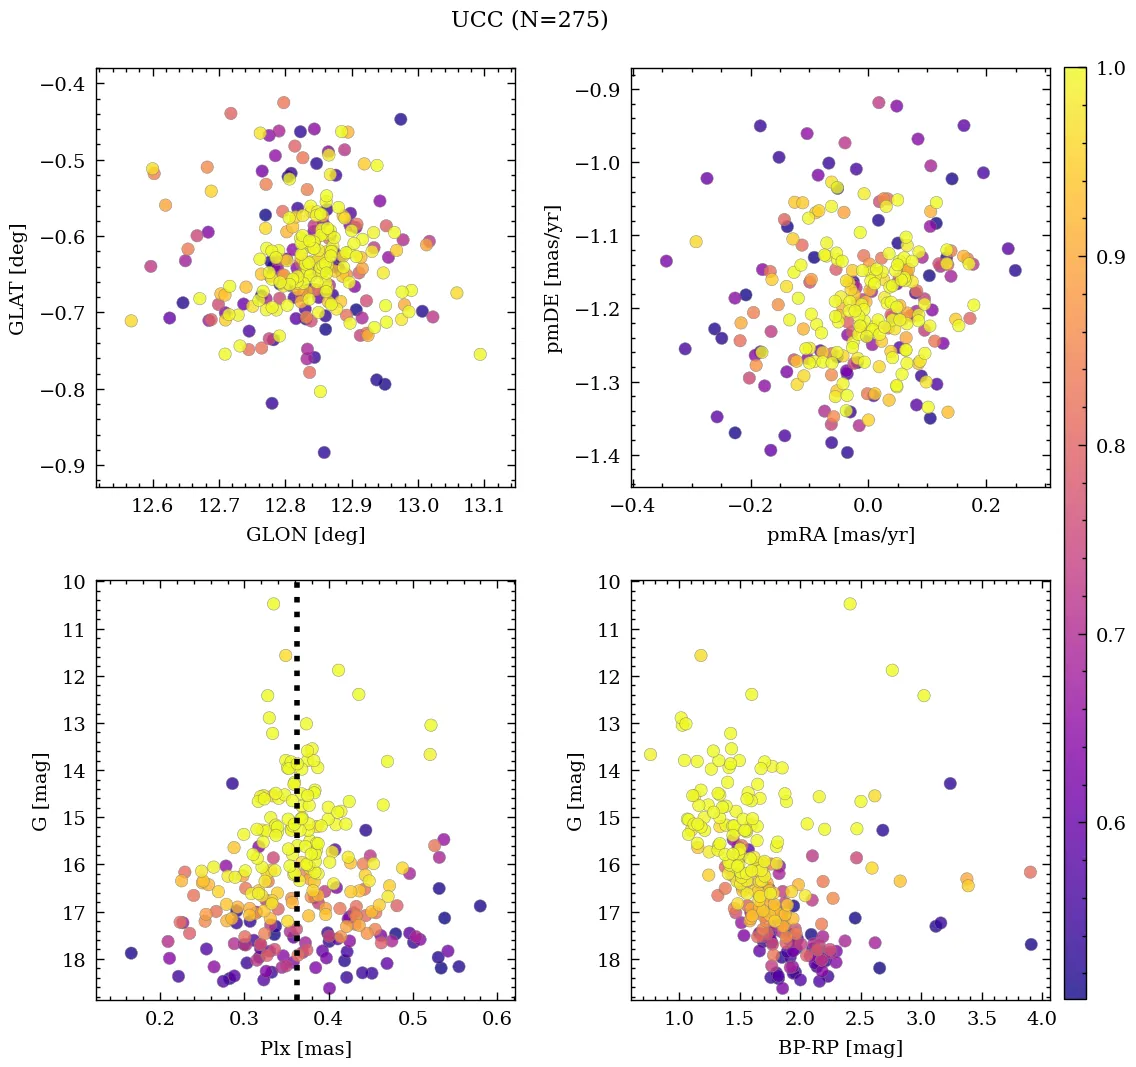 UCC (N=275)
−0.4
−0.5
−0.6
−0.7
−0.8
−0.9
GLAT [deg]
12.6 12.7 12.8 12.9 13.0 13.1
GLON [deg]
−0.9
−1.0
−1.1
−1.2
−1.3
−1.4
pmDE [mas/yr]
−0.4 −0.2 0.0 0.2
pmRA [mas/yr]
1.0
0.9
0.8
0.7
0.6
10
11
12
13
14
15
16
17
18
G [mag]
0.2 0.3 0.4 0.5 0.6
Plx [mas]
10
11
12
13
14
15
16
17
18
G [mag]
1.0 1.5 2.0 2.5 3.0 3.5 4.0
BP-RP [mag]